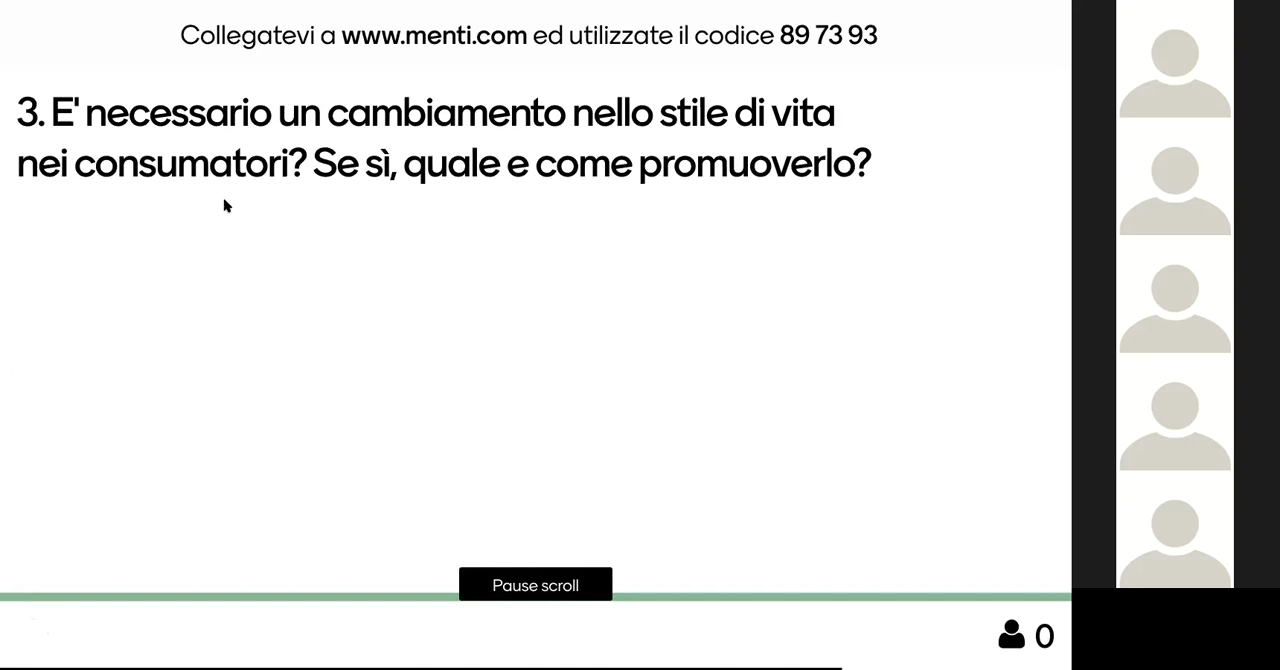 Collegatevi a www.menti.com ed utilizzate il codice 89 73 93
3. E' necessario un cambiamento nello stile di vita
nei consumatori? Se sì, quale e come promuoverlo?
Pause scroll
0